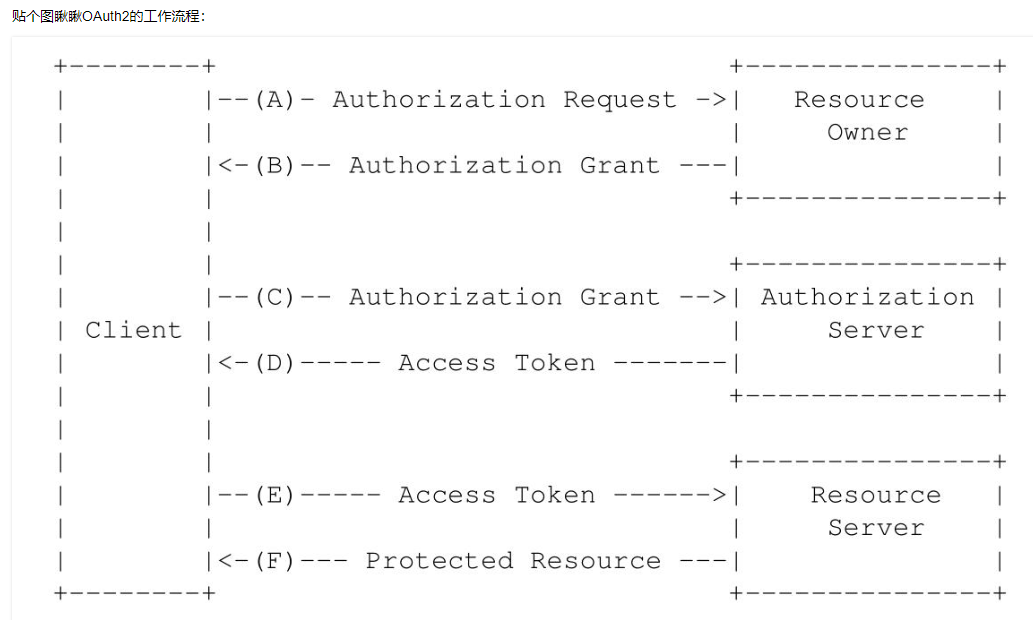 贴个图瞅瞅OAuth2的工作流程：
+--------+                               +---------------+
|        |--(A)- Authorization Request ->|   Resource    |
|        |                               |     Owner     |
|        |<-(B)-- Authorization Grant ---|               |
|        |                               +---------------+
|        |
|        |                               +---------------+
|        |--(C)-- Authorization Grant -->| Authorization |
| Client |                               |     Server    |
|        |<-(D)----- Access Token -------|               |
|        |                               +---------------+
|        |
|        |                               +---------------+
|        |--(E)----- Access Token ------>|    Resource   |
|        |                               |     Server    |
|        |<-(F)--- Protected Resource ---|               |
+--------+                               +---------------+